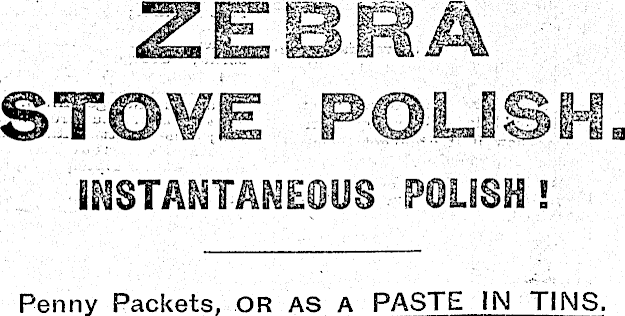 ZEBRA
STOVE POLISH.
INSTANTANEOUS POLISH!
Penny Packets, OR AS A PASTE IN TINS.